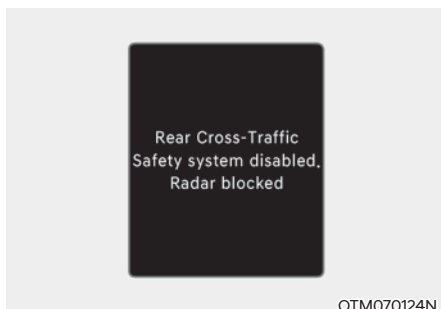 Rear Cross-Traffic
Safety system disabled.
Radar blocked
OTM070124N